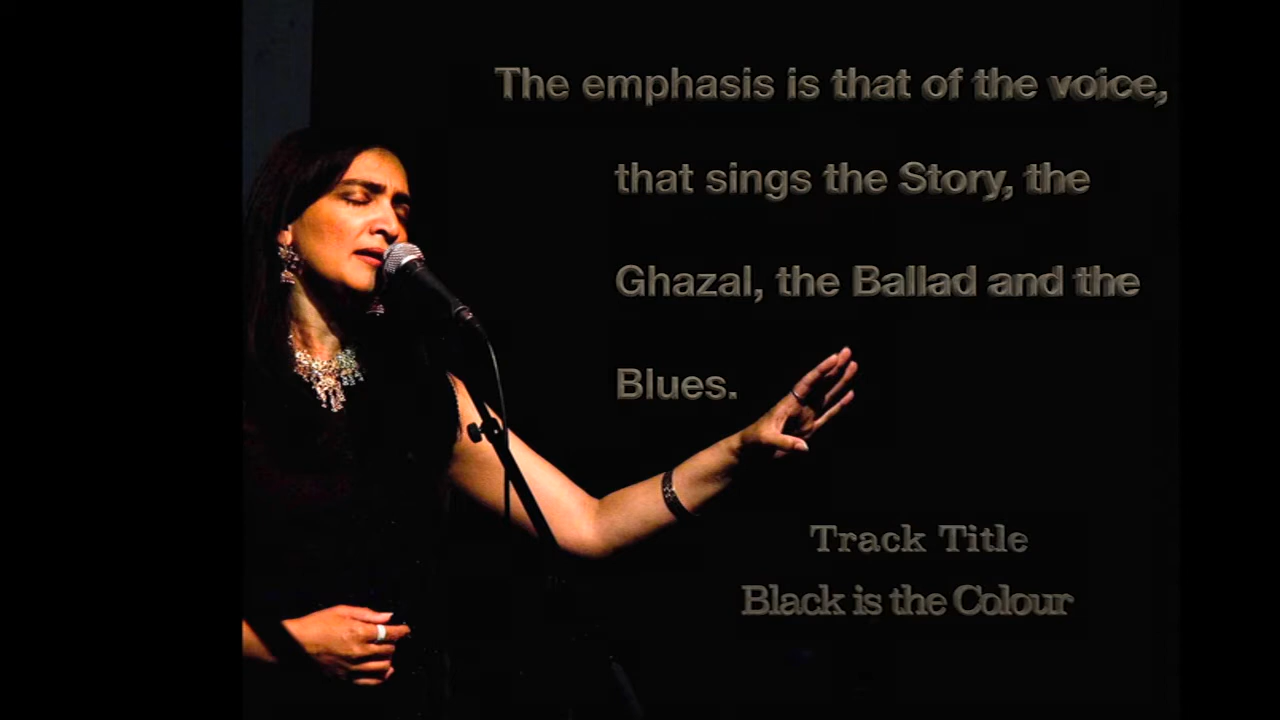 The emphasis is that of the voice,
that sings the Story, the
Ghazal, the Ballad and the
Blues.
Track Title
Black is the Colour